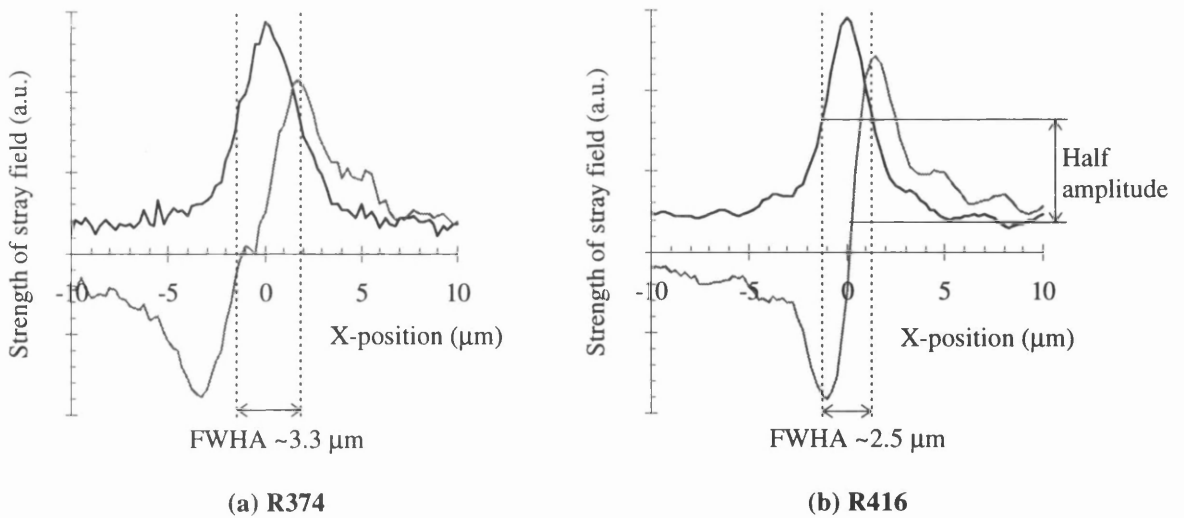 Strength of stray field (a.u.)
-10
-5
0
5
10
X-position (μm)
FWHA ~3.3 μm
(a) R374
Strength of stray field (a.u.)
Half
amplitude
-10
-5
0
5
10
X-position (μm)
FWHA ~2.5 μm
(b) R416